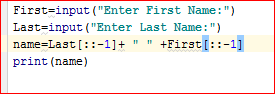 First=input("Enter First Name:")
Last=input("Enter Last Name:")
name=Last[::-1]+ " " +First[::-1]
print(name)